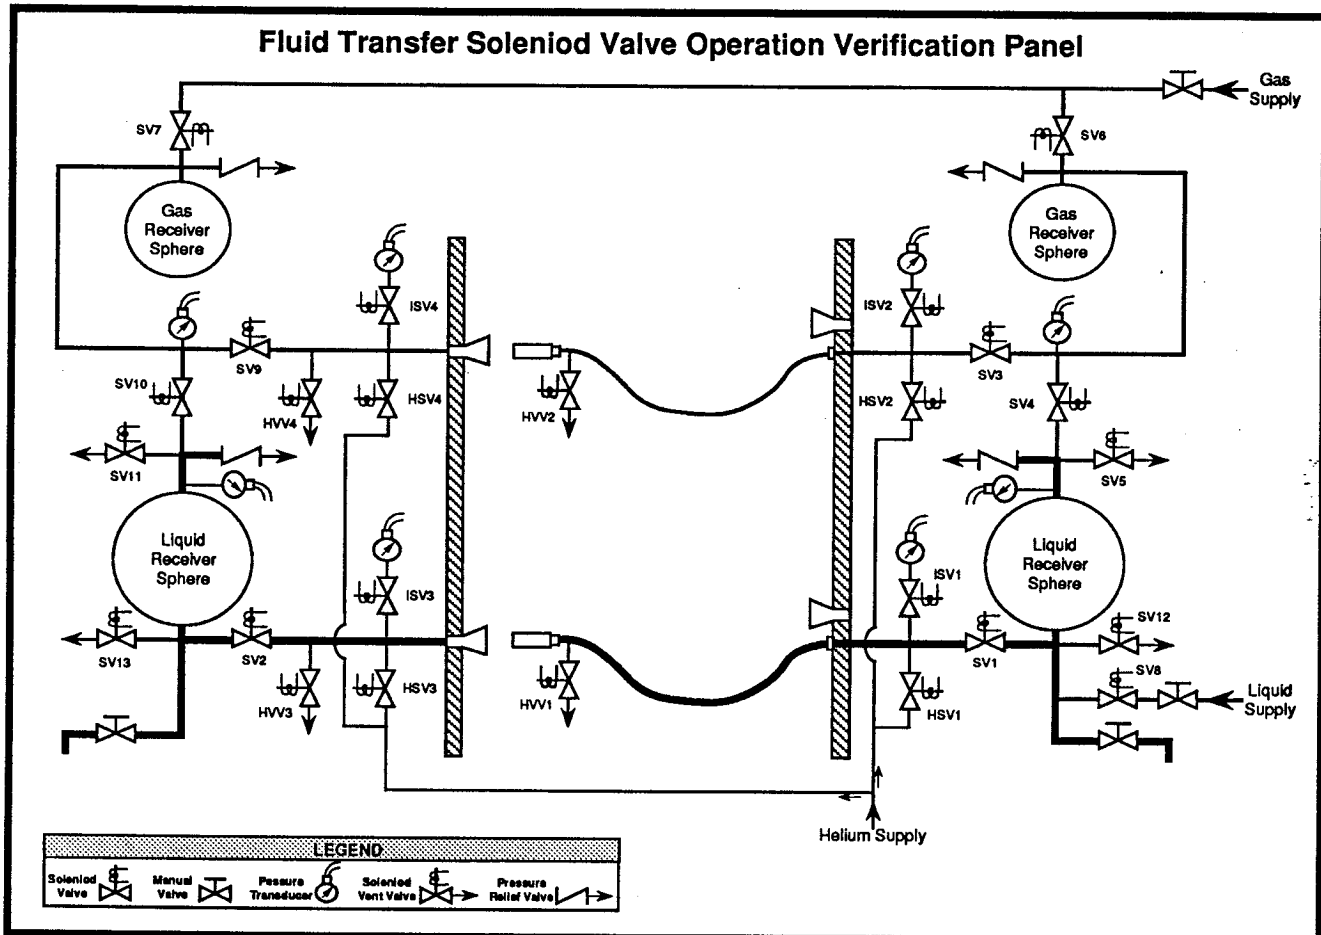 Fluid Transfer Soleniod Valve Operation Verification Panel
Gas
Supply
SV7
SV6
Gas
Receiver
Sphere
Gas
Receiver
Sphere
ISV4
ISV2
SV9
SV3
SV10
HVV4
HSV4
HVV2
HSV2
SV4
SV11
SV5
Liquid
Receiver
Sphere
Liquid
Receiver
Sphere
ISV3
ISV1
SV13
SV2
SV1
SV12
HVV3
HSV3
HVV1
HSV1
SV8
Liquid
Supply
Helium Supply
LEGEND
Soleniod
Valve
Manual
Valve
Pessure
Transducer
Soleniod
Vent Valve
Pressure
Relief Valve